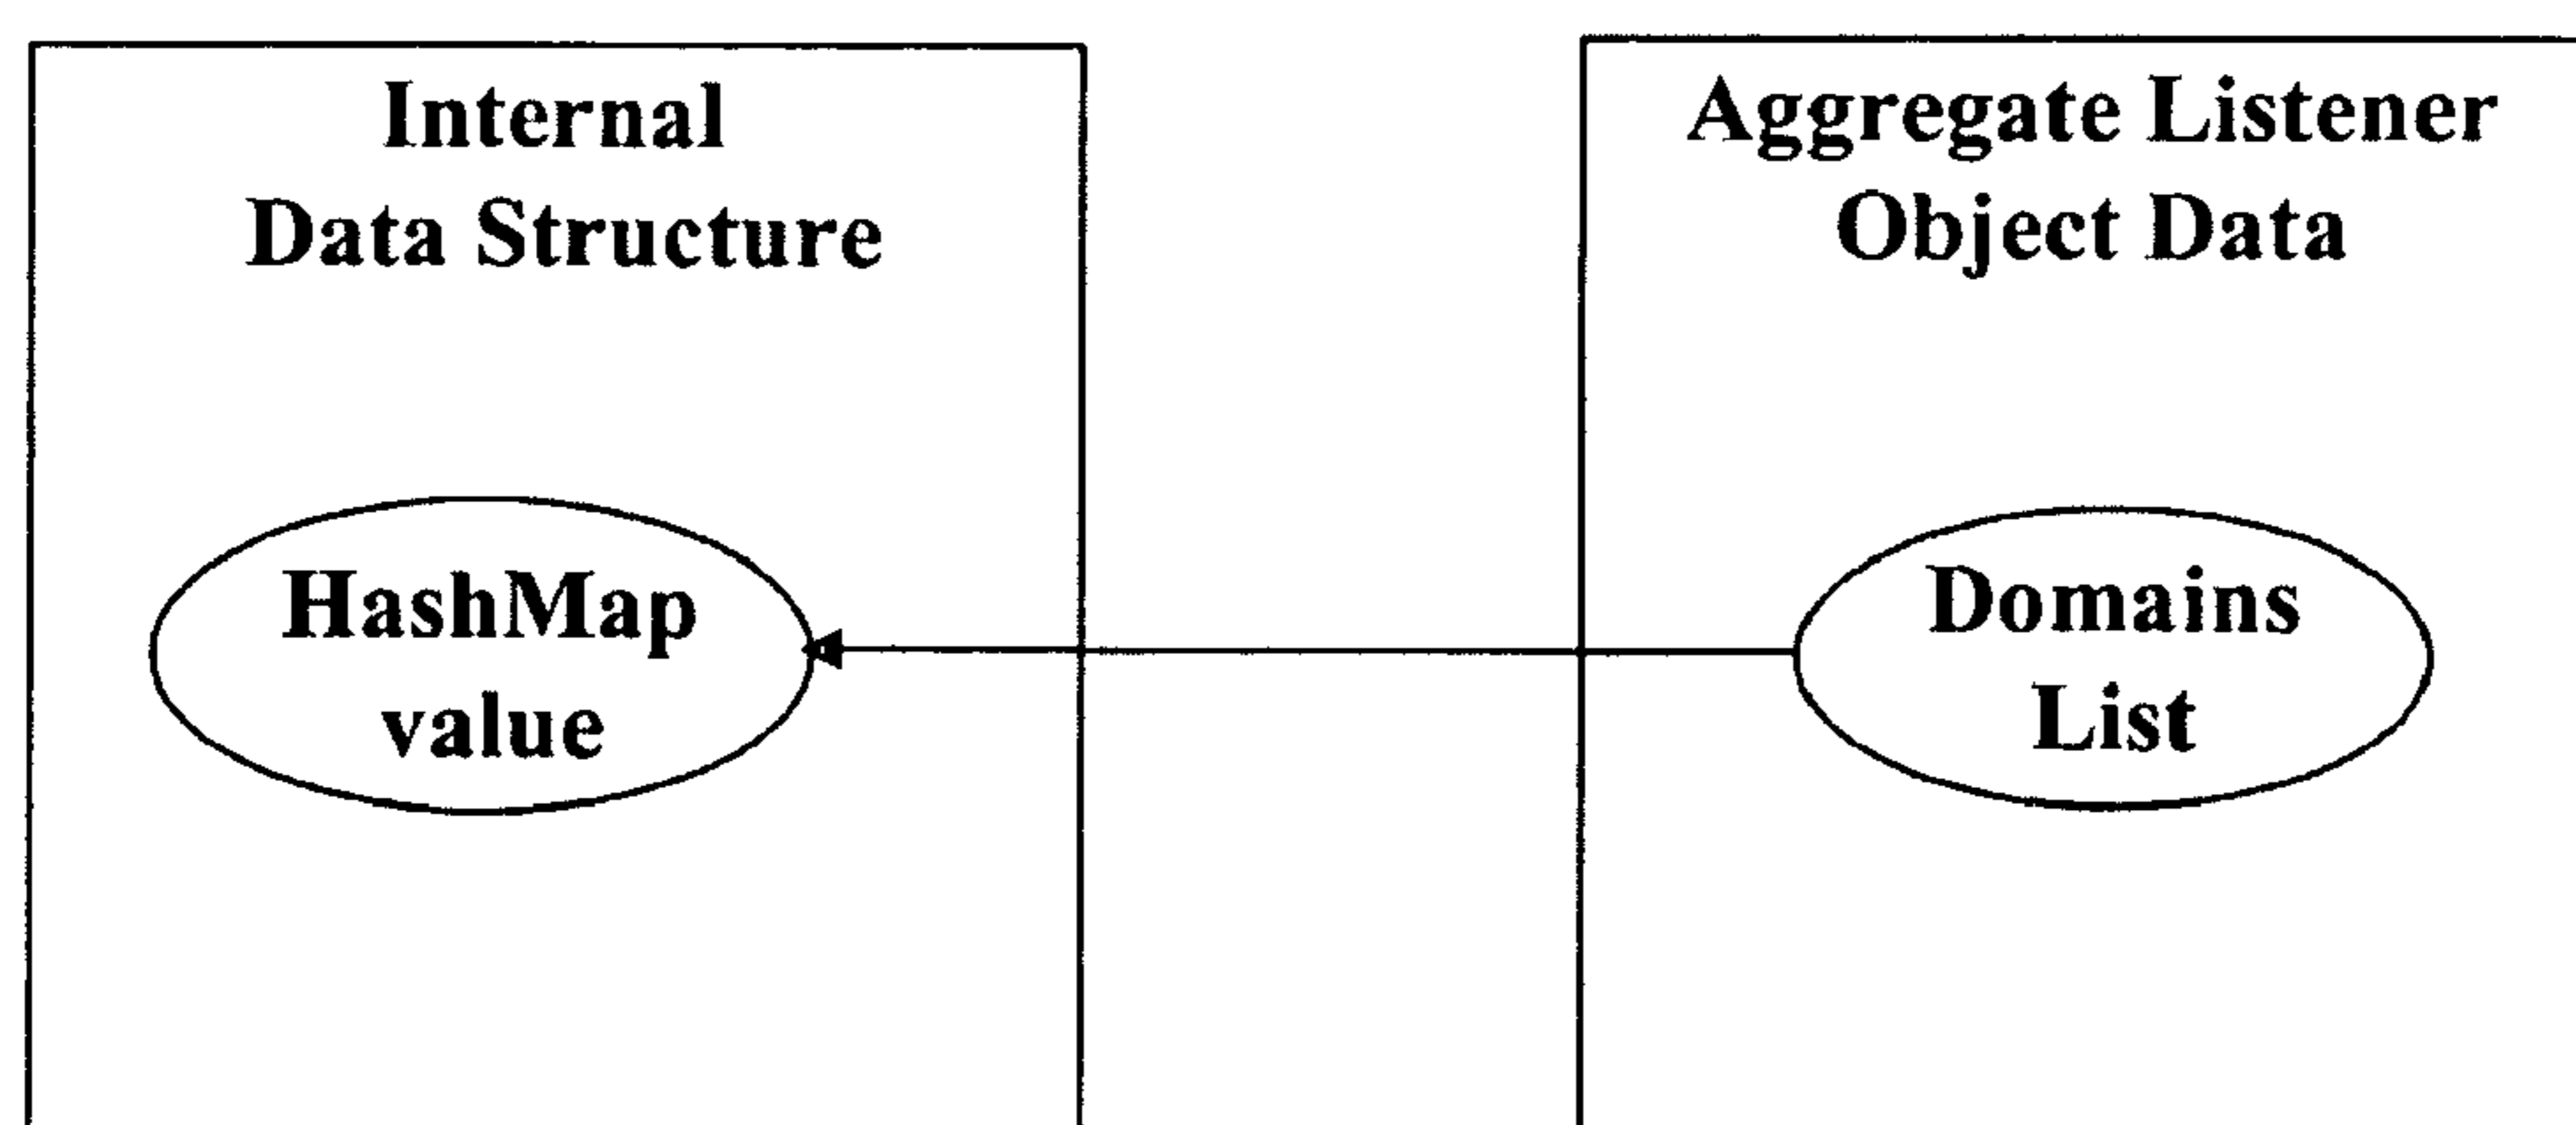 Internal
Data Structure
HashMap
value
Aggregate Listener
Object Data
Domains
List